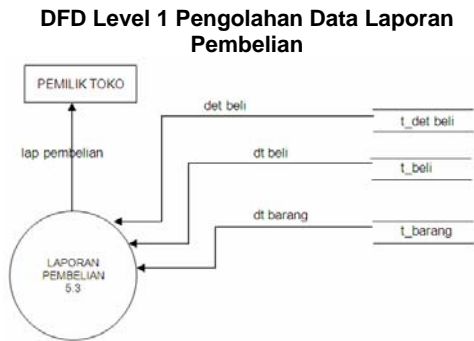 DFD Level 1 Pengolahan Data Laporan
Pembelian
PEMILIK TOKO
det beli
t_det beli
lap pembelian
dt beli
t_beli
dt barang
t_barang
LAPORAN
PEMBELIAN
5.3